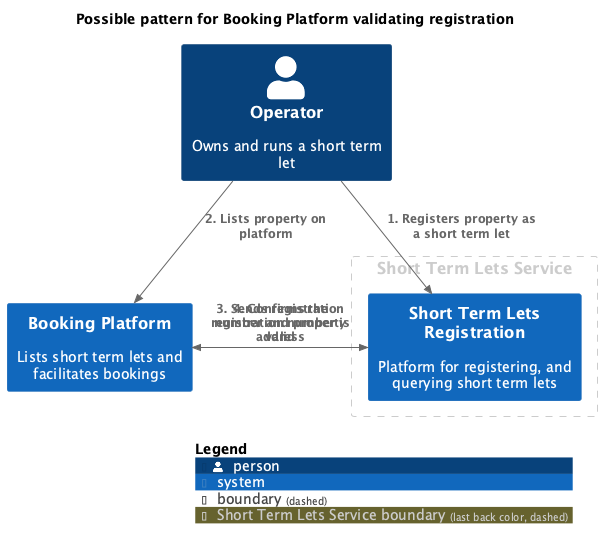 Possible pattern for Booking Platform validating registration
Operator
Owns and runs a short term
let
2. Lists property on
platform
1. Registers property as
a short term let
Short Term Lets Service
3.
Booking Platform
Lists short term lets and
facilitates bookings
Short Term Lets
Registration
Platform for registering, and
querying short term lets
Legend
person
system
boundary (dashed)
Short Term Lets Service boundary (last back color, dashed)